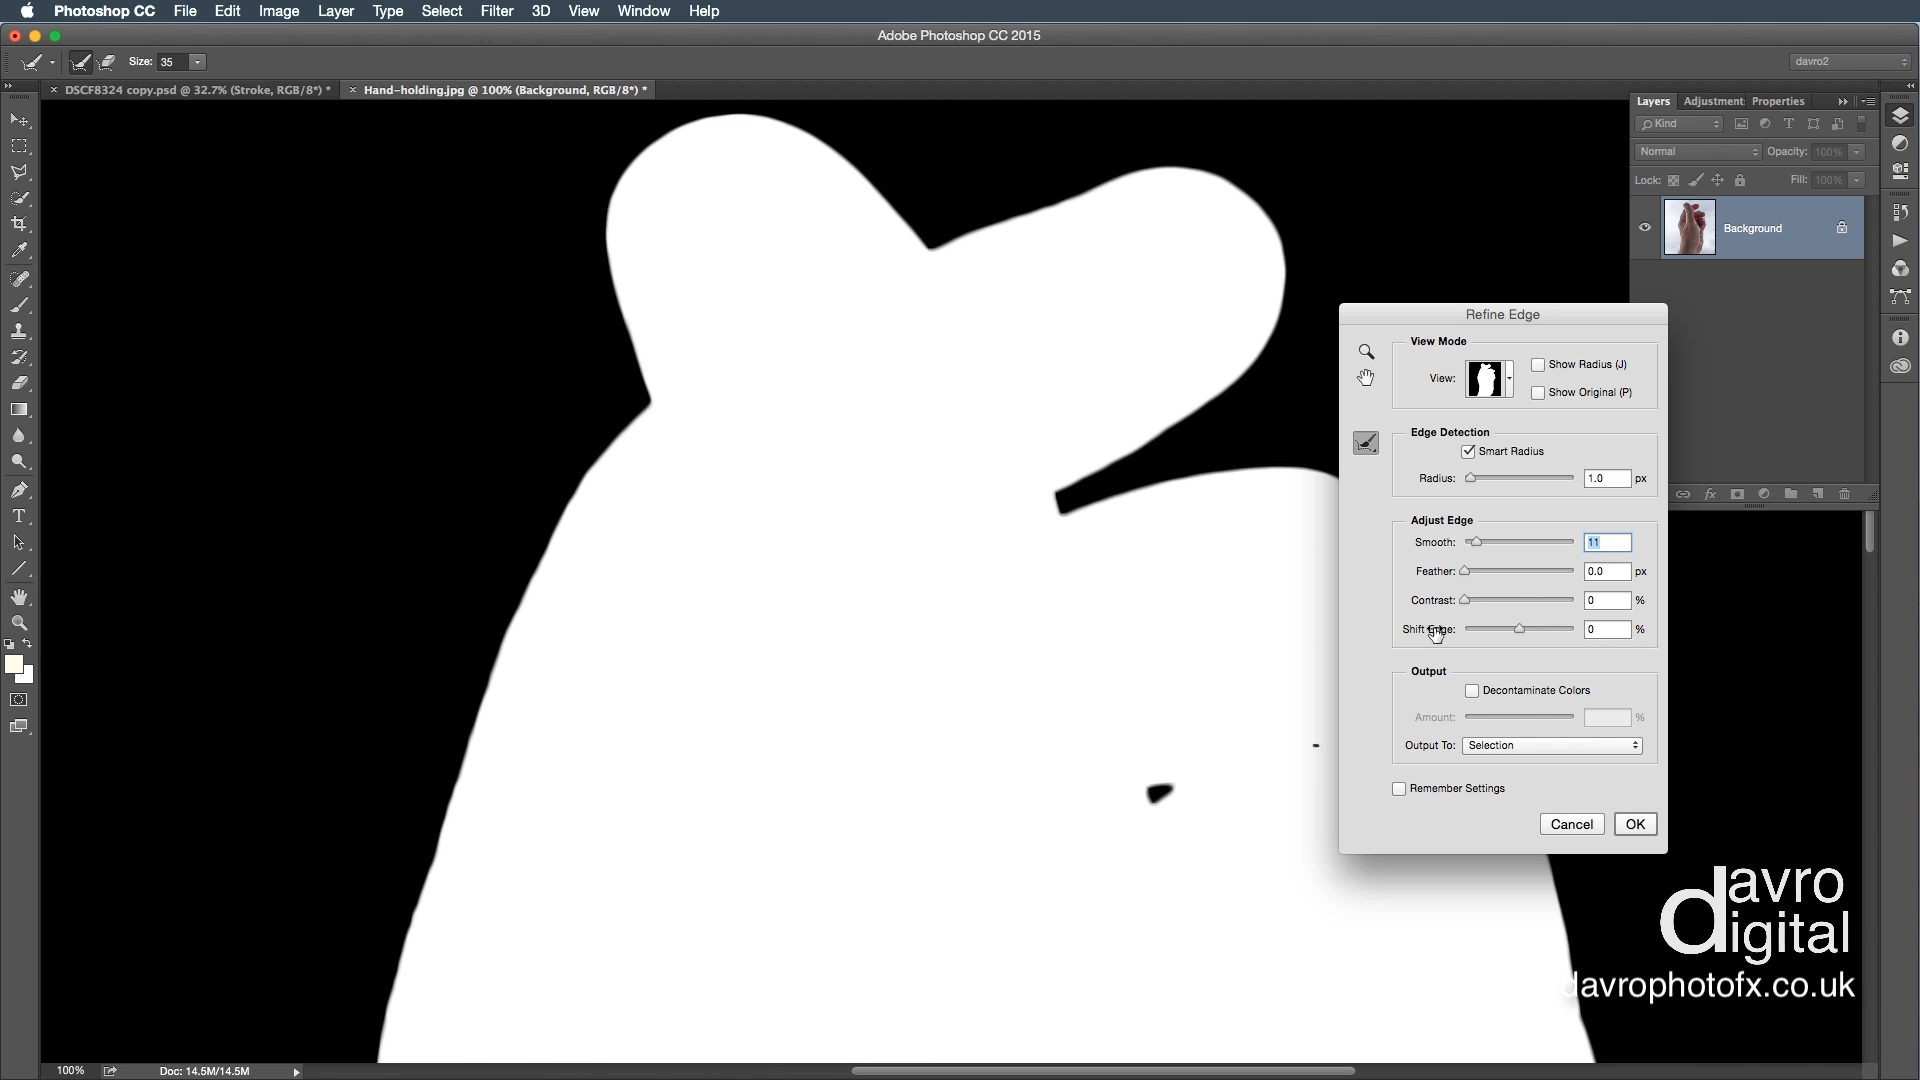 Photoshop CC File Edit Image Layer Type Select Filter 3D View Window Help
Adobe Photoshop CC 2015
Size: 35
davro2
DSCF8324 copy.psd @ 32.7% (Stroke, RGB/8*) *
Hand-holding.jpg @ 100% (Background, RGB/8*) *
Layers Adjustment Properties
Kind
Normal Opacity: 100%
Lock: Fill: 100%
Background
Refine Edge
View Mode
View:
Show Radius (J)
Show Original (P)
Edge Detection
Smart Radius
Radius: 1.0 px
Adjust Edge
Smooth: 11
Feather: 0.0 px
Contrast: 0 %
Shift Edge: 0 %
Output
Decontaminate Colors
Amount: %
Output To: Selection
Remember Settings
Cancel OK
davro
digital
davrophotofx.co.uk
100% Doc: 14.5M/14.5M